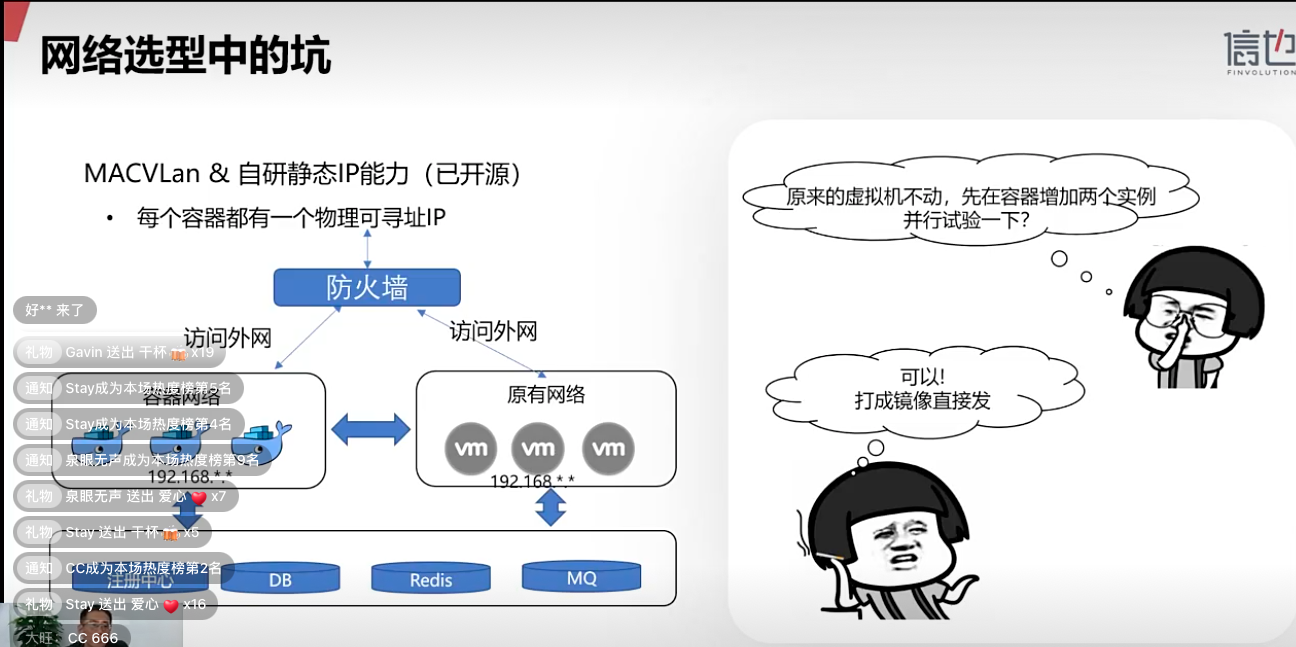 网络选型中的坑
信也
FINVOLUTION
MACVLan & 自研静态IP能力（已开源）
• 每个容器都有一个物理可寻址IP
防火墙
访问外网
访问外网
容器网络
192.168.*.*
原有网络
vm
vm
vm
192.168.*.*
注册中心
DB
Redis
MQ
原来的虚拟机不动，先在容器增加两个实例
并行试验一下？
可以!
打成镜像直接发
好** 来了
礼物 Gavin 送出 干杯 x19
通知 Stay成为本场热度榜第5名
通知 Stay成为本场热度榜第4名
通知 泉眼无声成为本场热度榜第9名
礼物 泉眼无声 送出 爱心 ❤️ x7
礼物 Stay 送出 干杯 x5
通知 CC成为本场热度榜第2名
礼物 Stay 送出 爱心 ❤️ x16
大旺： CC 666